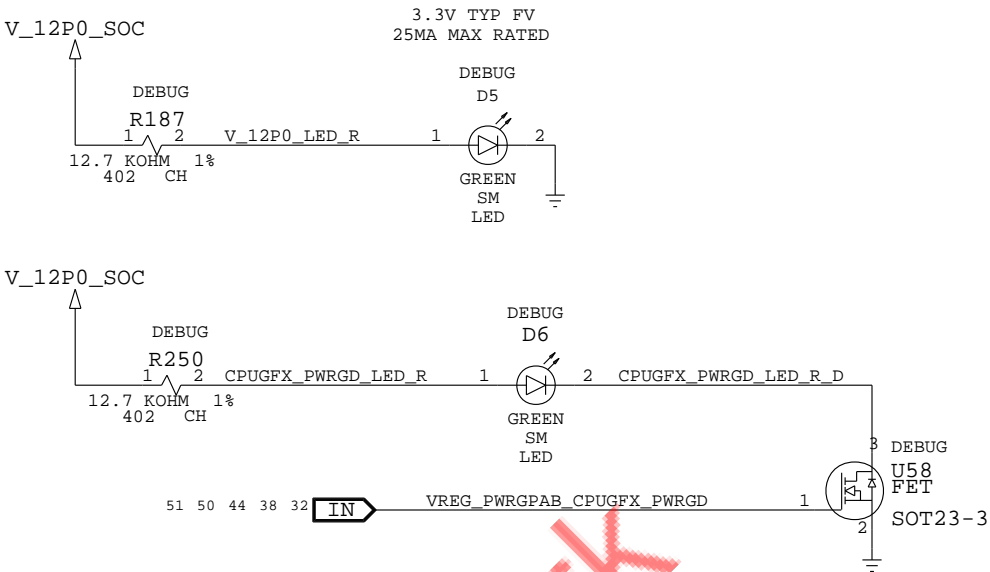 3.3V TYP FV
25MA MAX RATED
V_12P0_SOC
DEBUG
R187
1 2
12.7 KOHM 1%
402 CH
V_12P0_LED_R
DEBUG
D5
1 2
GREEN
SM
LED
V_12P0_SOC
DEBUG
R250
1 2
12.7 KOHM 1%
402 CH
CPUGFX_PWRGD_LED_R
DEBUG
D6
1 2
GREEN
SM
LED
CPUGFX_PWRGD_LED_R_D
3 DEBUG
U58
FET
SOT23-3
51 50 44 38 32 IN
VREG_PWRGPAB_CPUGFX_PWRGD
1
2